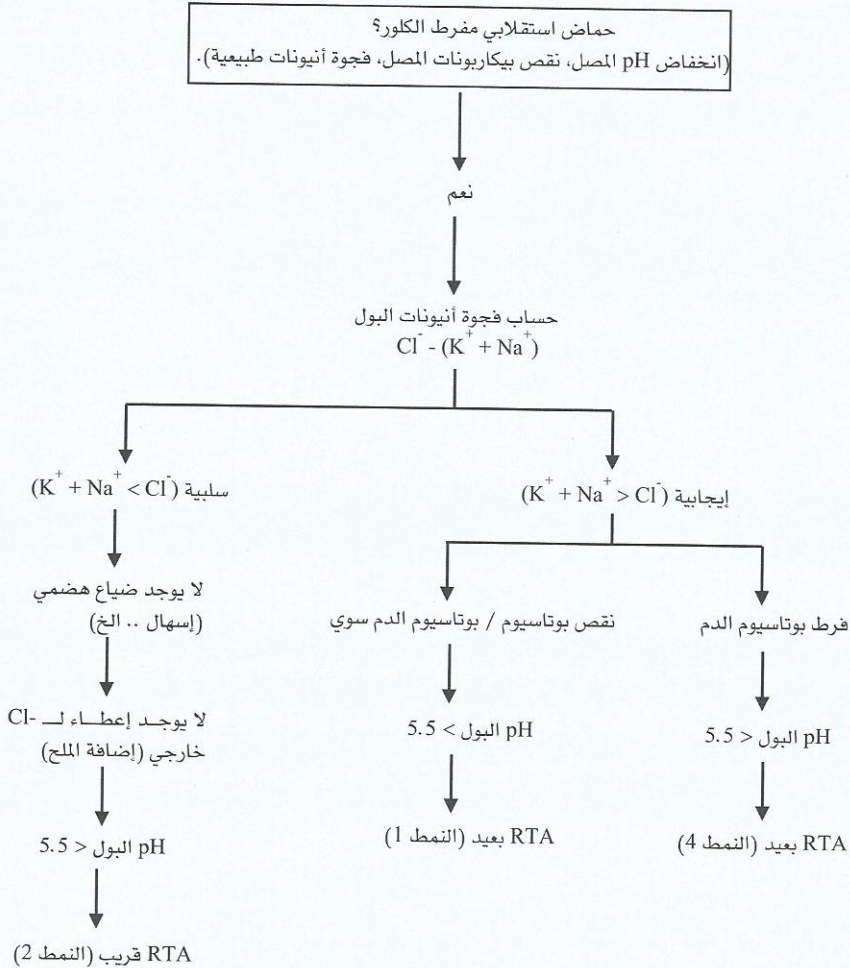 حماض استقلابي مفرط الكلور؟
(انخفاض pH المصل، نقص بيكاربونات المصل، فجوة أنيونات طبيعية).
نعم
حساب فجوة أنيونات البول
Cl⁻ - (K⁺ + Na⁺)
إيجابية (K⁺ + Na⁺ > Cl⁻)
سلبية (K⁺ + Na⁺ < Cl⁻)
فرط بوتاسيوم الدم
نقص بوتاسيوم / بوتاسيوم الدم سوي
لا يوجد ضياع هضمي
(إسهال .. الخ)
pH البول < 5.5
pH البول > 5.5
لا يوجد إعطاء لـ Cl-
خارجي (إضافة الملح)
RTA بعيد (النمط 4)
RTA بعيد (النمط 1)
pH البول < 5.5
RTA قريب (النمط 2)